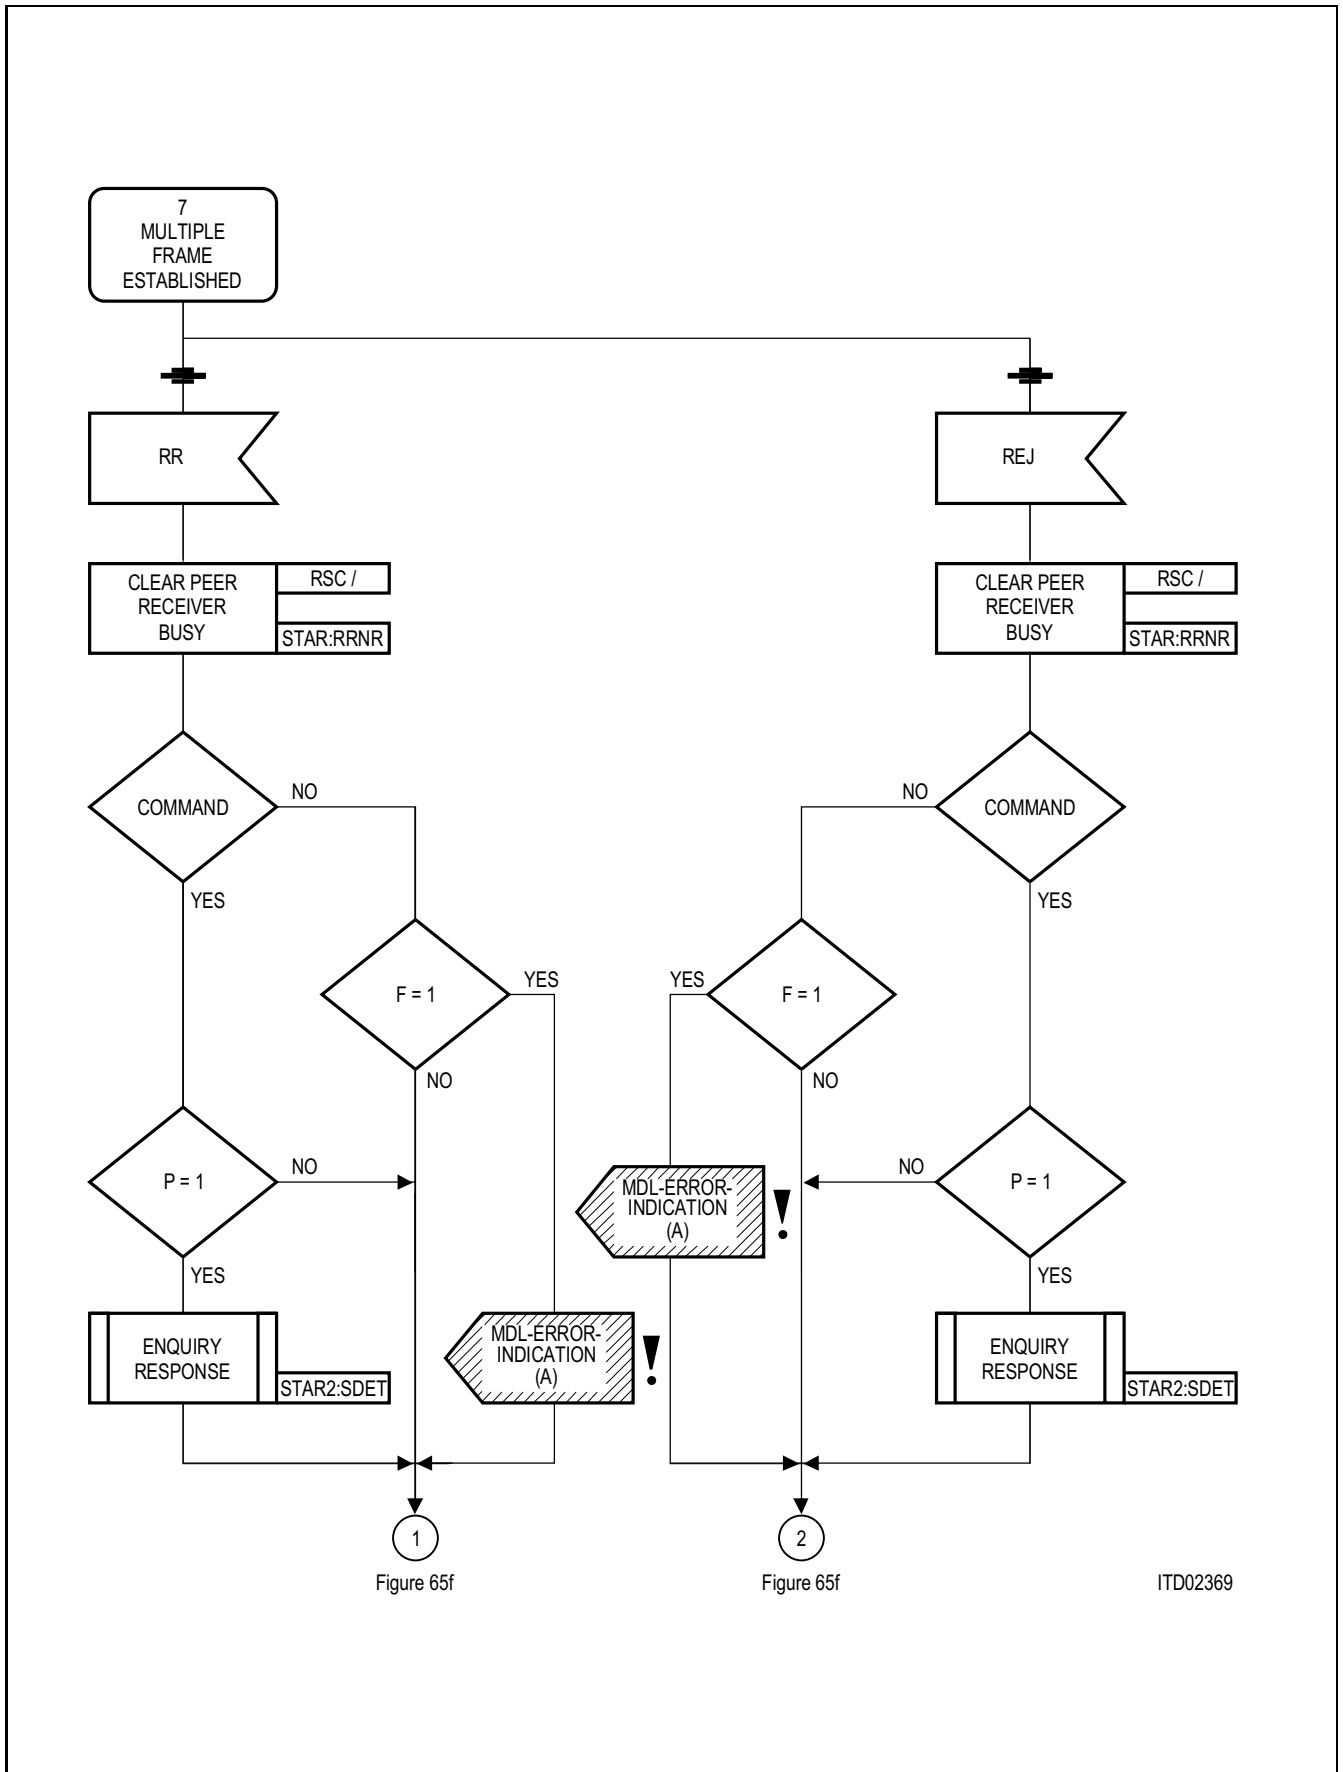 7
MULTIPLE
FRAME
ESTABLISHED
RR
REJ
CLEAR PEER
RECEIVER
BUSY
RSC /
STAR:RRNR
CLEAR PEER
RECEIVER
BUSY
RSC /
STAR:RRNR
COMMAND
NO
YES
NO
COMMAND
YES
F = 1
YES
NO
YES
F = 1
NO
P = 1
NO
YES
MDL-ERROR-
INDICATION
(A)
!
NO
P = 1
YES
ENQUIRY
RESPONSE
STAR2:SDET
MDL-ERROR-
INDICATION
(A)
!
ENQUIRY
RESPONSE
STAR2:SDET
1
Figure 65f
2
Figure 65f
ITD02369